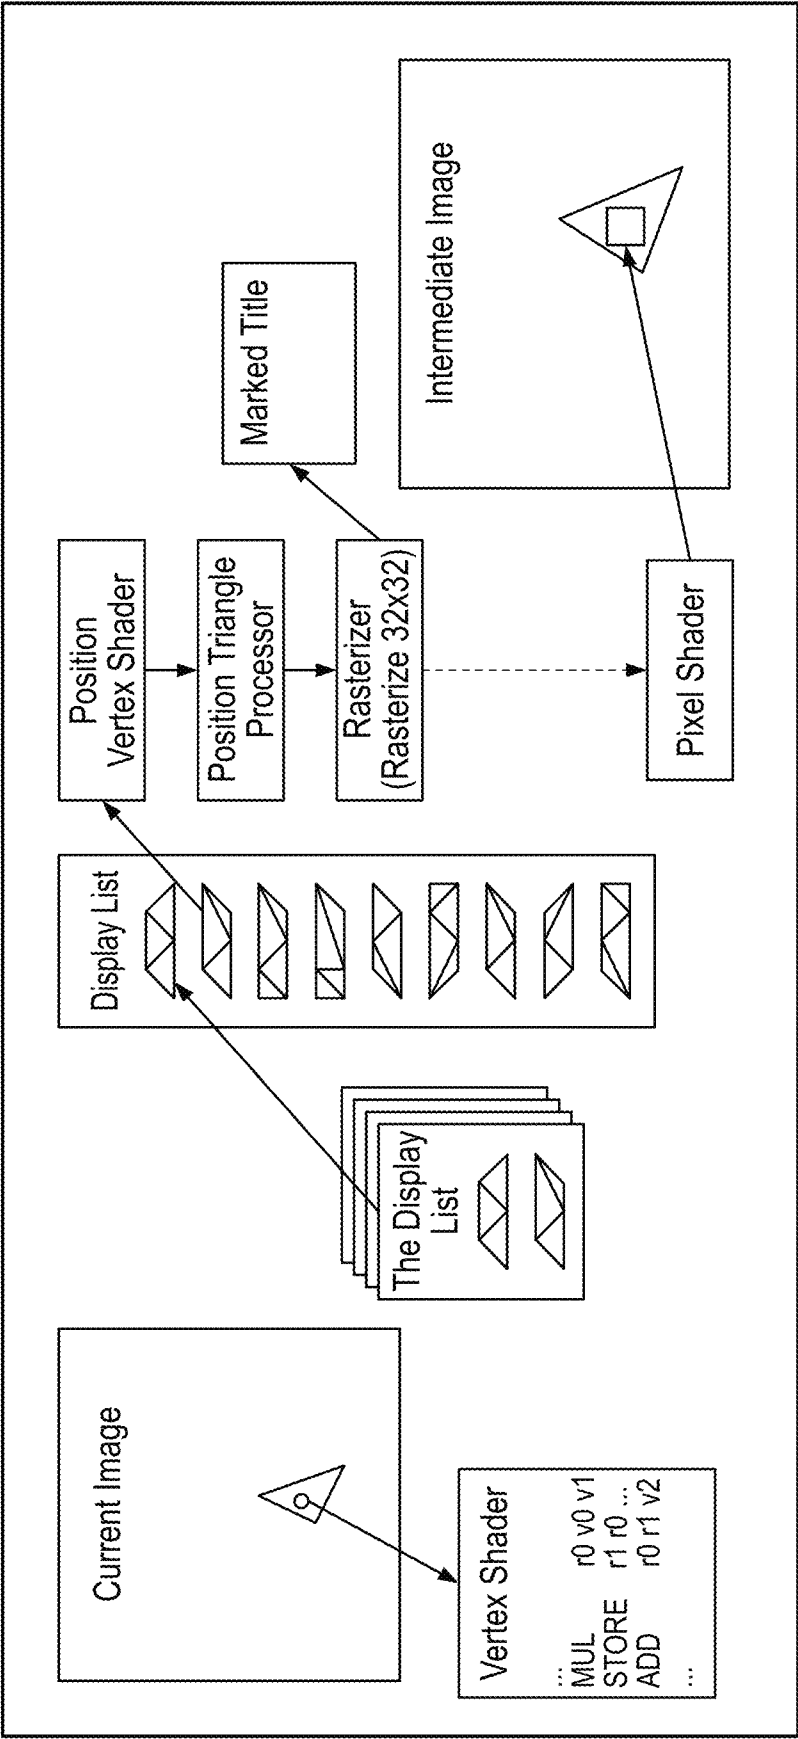 Current Image
Vertex Shader
...
MUL r0 v0 v1
STORE r1 r0 ...
ADD r0 r1 v2
...
The Display
List
Display List
Position
Vertex Shader
Position Triangle
Processor
Rasterizer
(Rasterize 32x32)
Pixel Shader
Marked Title
Intermediate Image